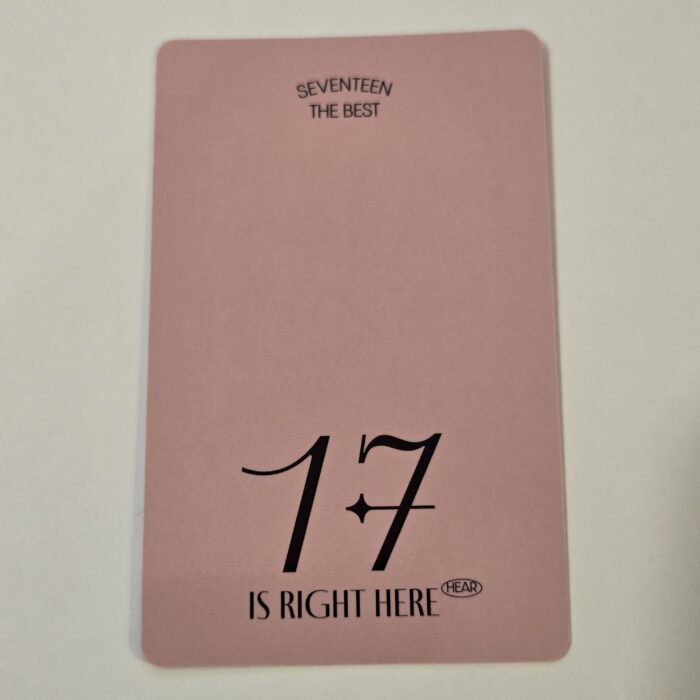 SEVENTEEN
THE BEST
17
IS RIGHT HERE HEAR